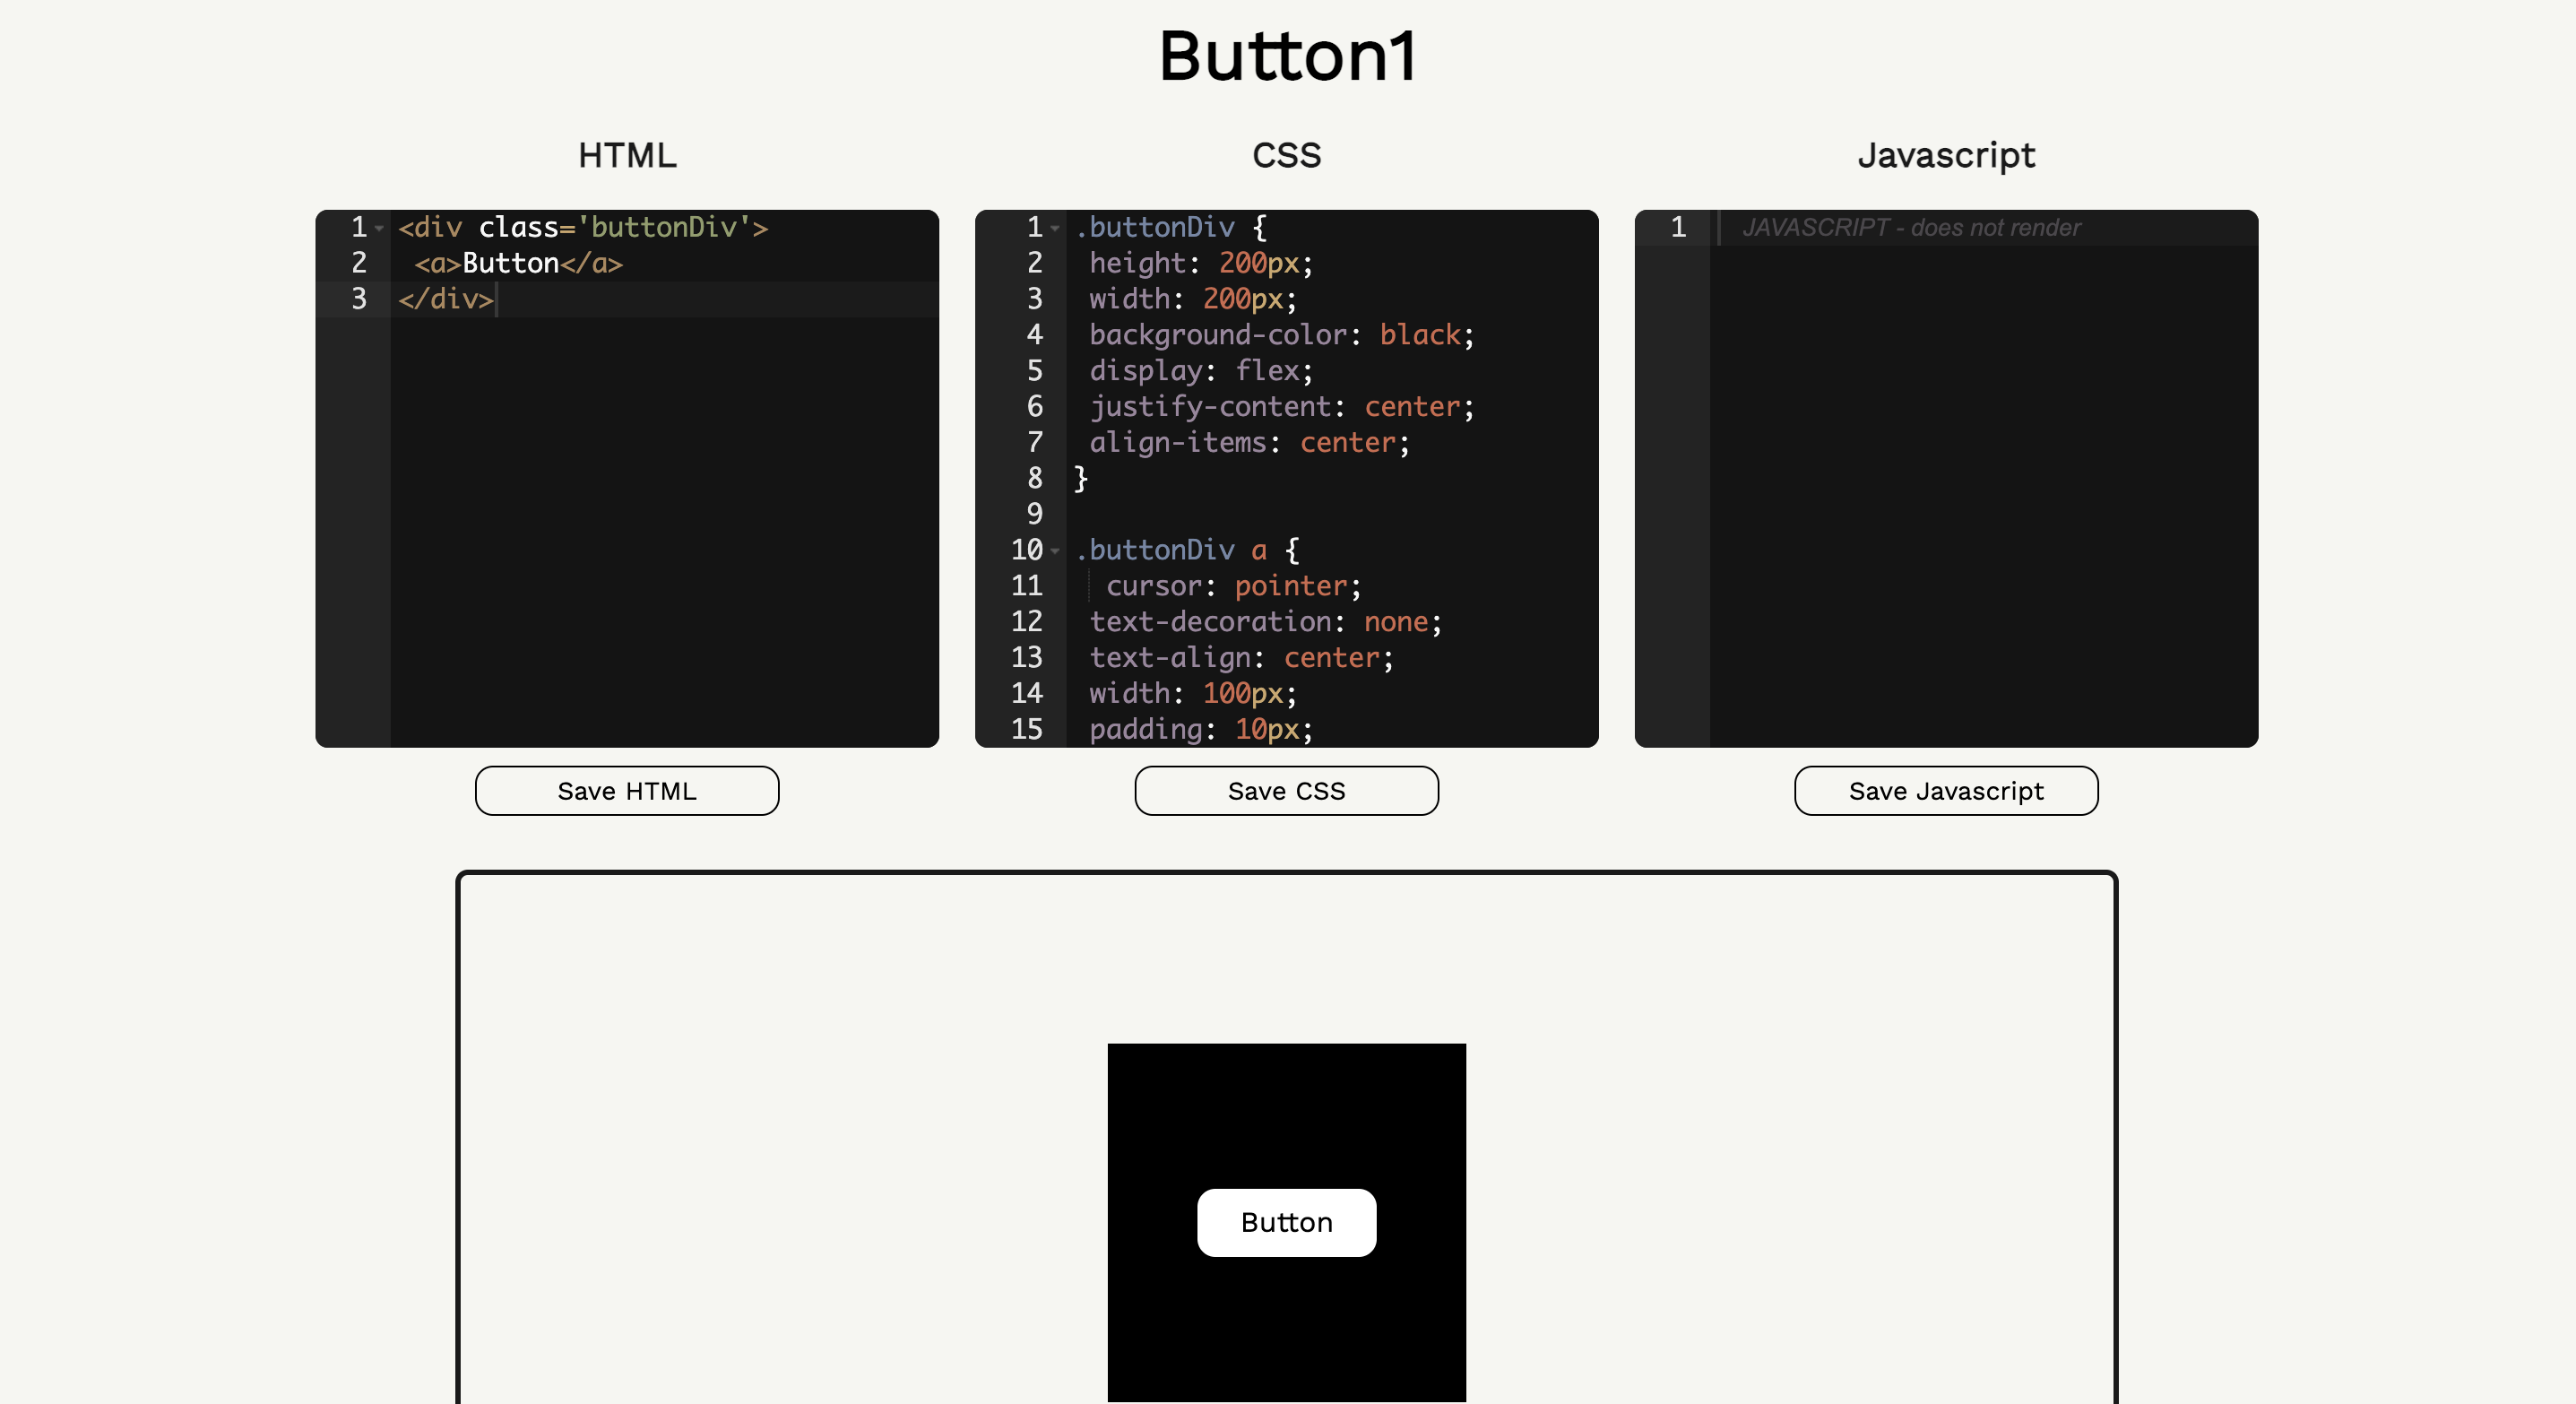 Button1
HTML
1 <div class='buttonDiv'>
2 <a>Button</a>
3 </div>
Save HTML
CSS
1 .buttonDiv {
2 height: 200px;
3 width: 200px;
4 background-color: black;
5 display: flex;
6 justify-content: center;
7 align-items: center;
8 }
9
10 .buttonDiv a {
11 cursor: pointer;
12 text-decoration: none;
13 text-align: center;
14 width: 100px;
15 padding: 10px;
Save CSS
Javascript
1 JAVASCRIPT - does not render
Save Javascript
Button